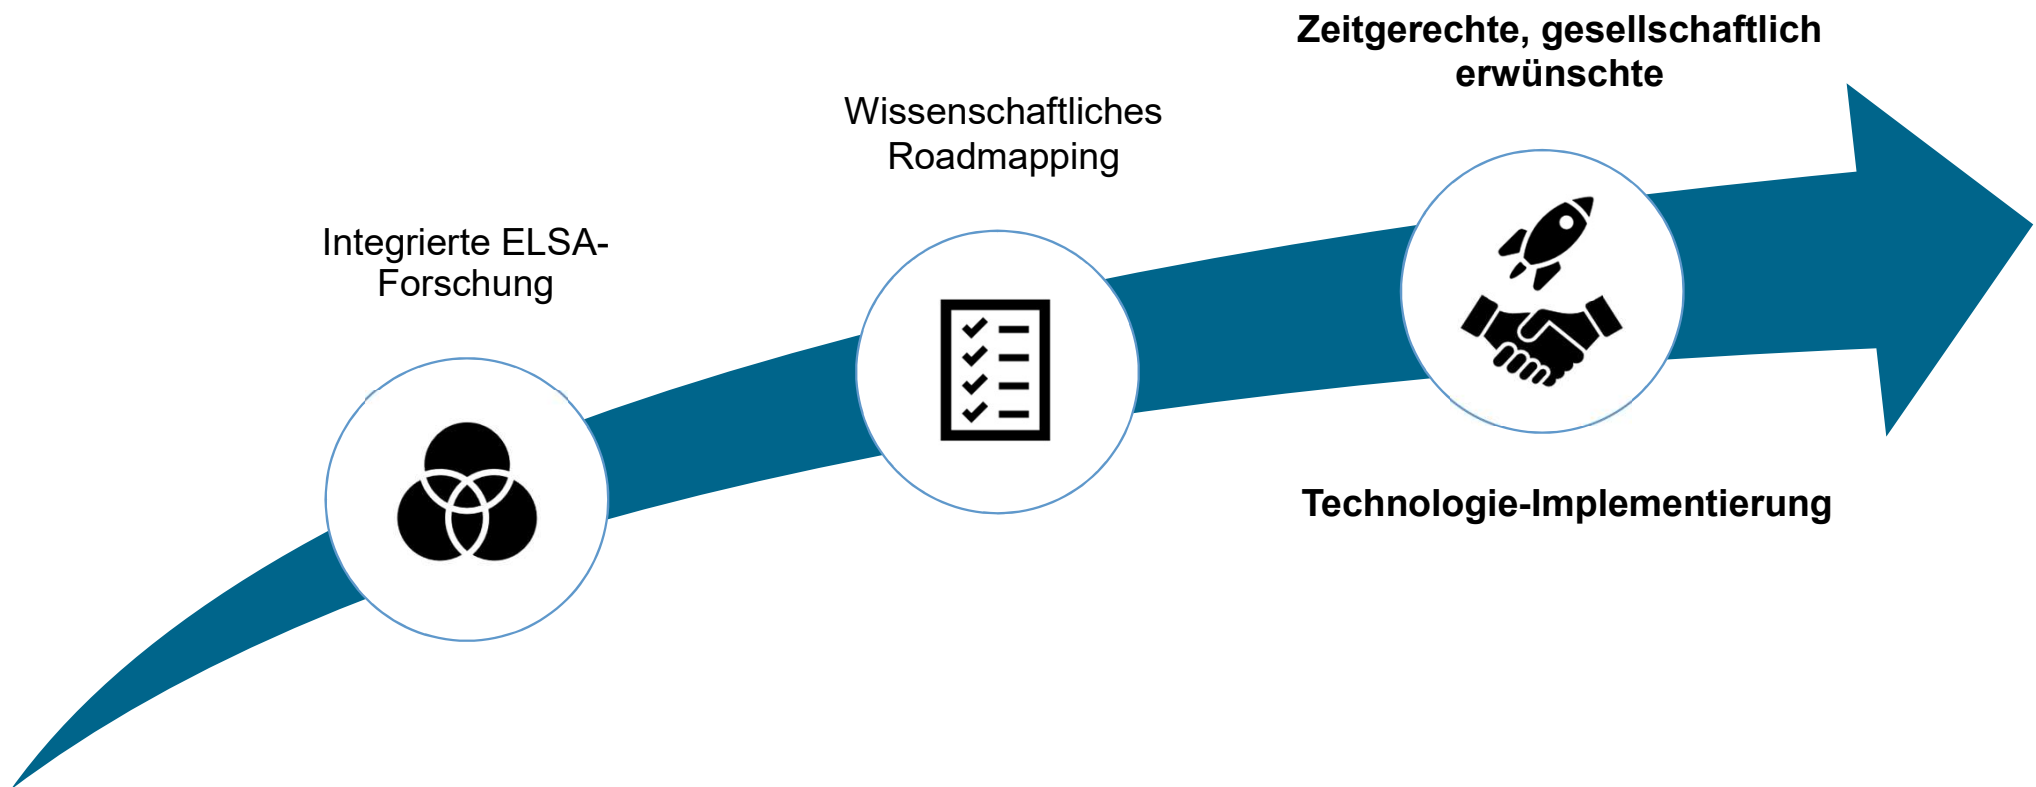 Integrierte ELSA-
Forschung
Wissenschaftliches
Roadmapping
Zeitgerechte, gesellschaftlich
erwünschte
Technologie-Implementierung